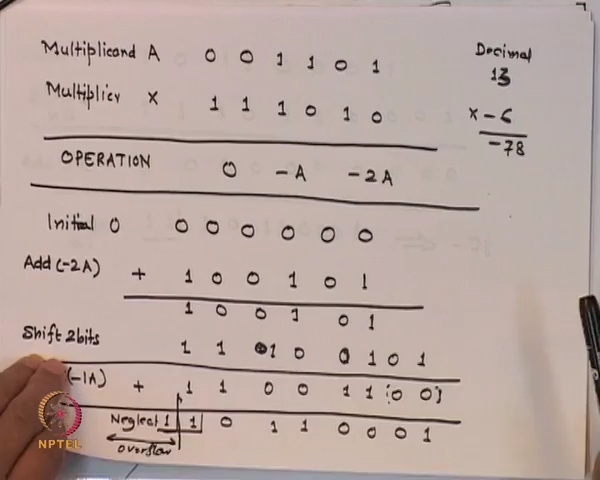 Multiplicand A 0 0 1 1 0 1 Decimal
13
Multiplier X 1 1 1 0 1 0 x - 6
-78
OPERATION 0 -A -2A
Initial 0 0 0 0 0 0 0
Add (-2A) + 1 0 0 1 0 1
1 0 0 1 0 1
Shift 2bits 1 1 1 0 0 1 0 1
(-1A) + 1 1 0 0 1 1 (0 0)
Neglect 1 1 0 1 1 0 0 0 1
overflow
NPTEL